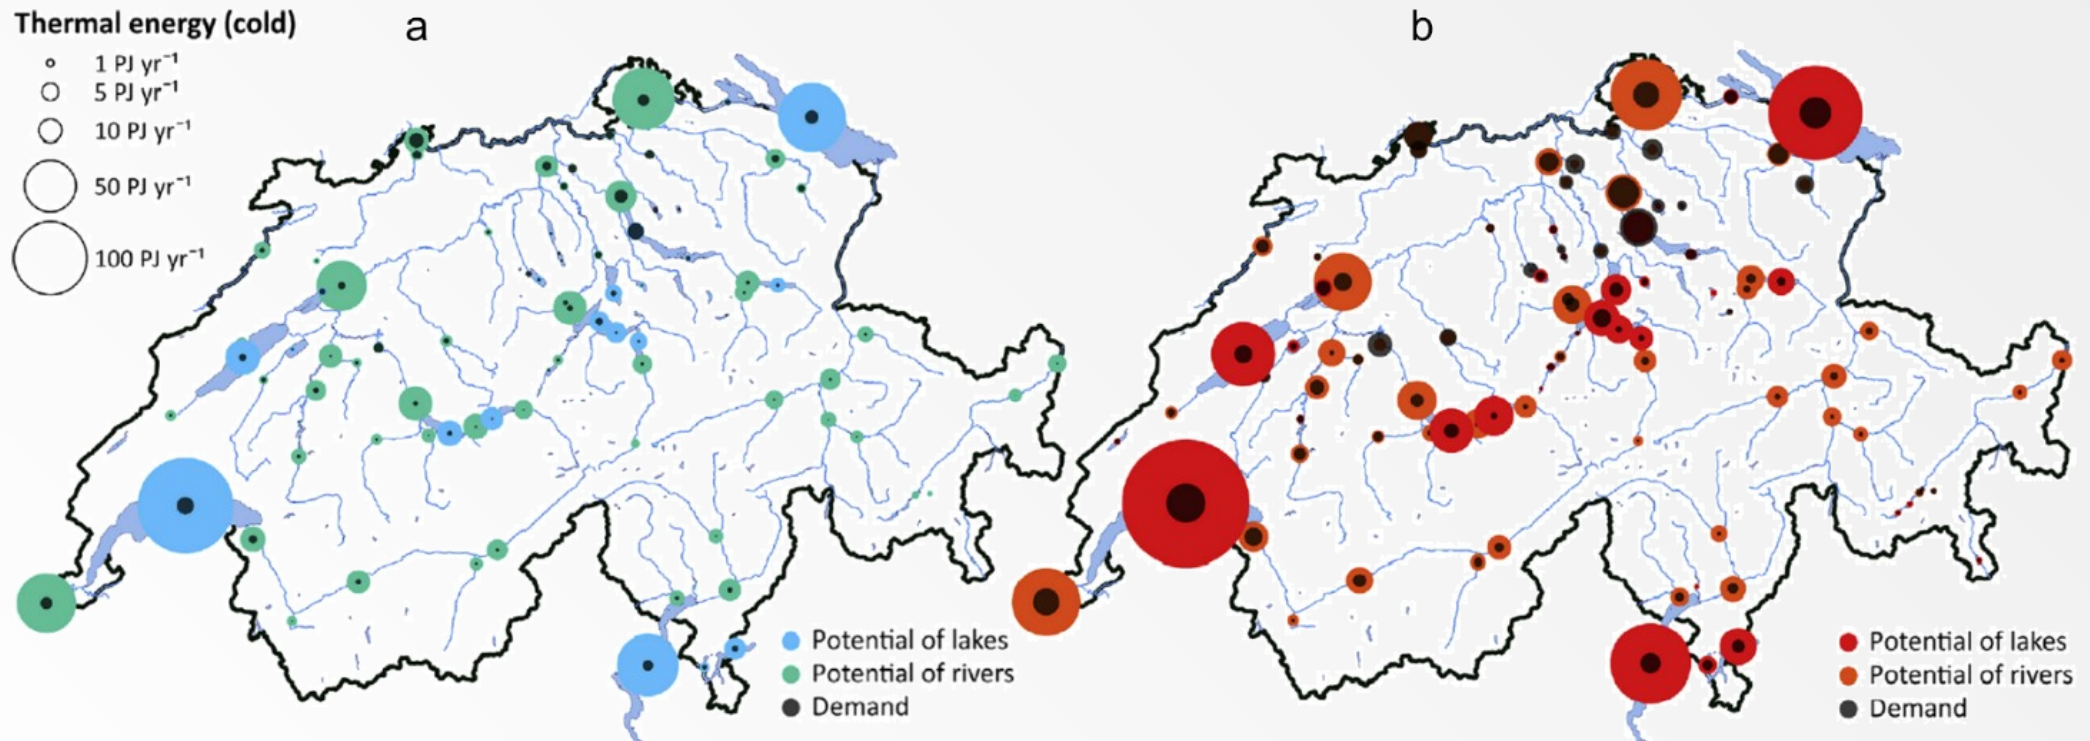 Thermal energy (cold)
a
b
1 PJ yr⁻¹
5 PJ yr⁻¹
10 PJ yr⁻¹
50 PJ yr⁻¹
100 PJ yr⁻¹
Potential of lakes
Potential of rivers
Demand
Potential of lakes
Potential of rivers
Demand